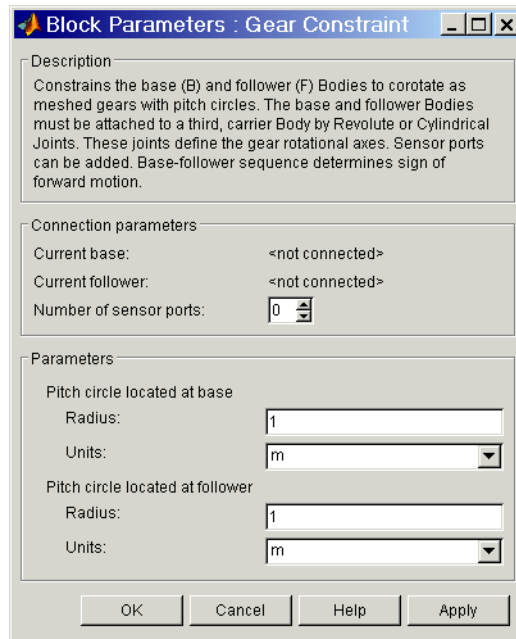 Block Parameters : Gear Constraint
Description
Constrains the base (B) and follower (F) Bodies to corotate as
meshed gears with pitch circles. The base and follower Bodies
must be attached to a third, carrier Body by Revolute or Cylindrical
Joints. These joints define the gear rotational axes. Sensor ports
can be added. Base-follower sequence determines sign of
forward motion.
Connection parameters
Current base: <not connected>
Current follower: <not connected>
Number of sensor ports: 0
Parameters
Pitch circle located at base
Radius: 1
Units: m
Pitch circle located at follower
Radius: 1
Units: m
OK Cancel Help Apply